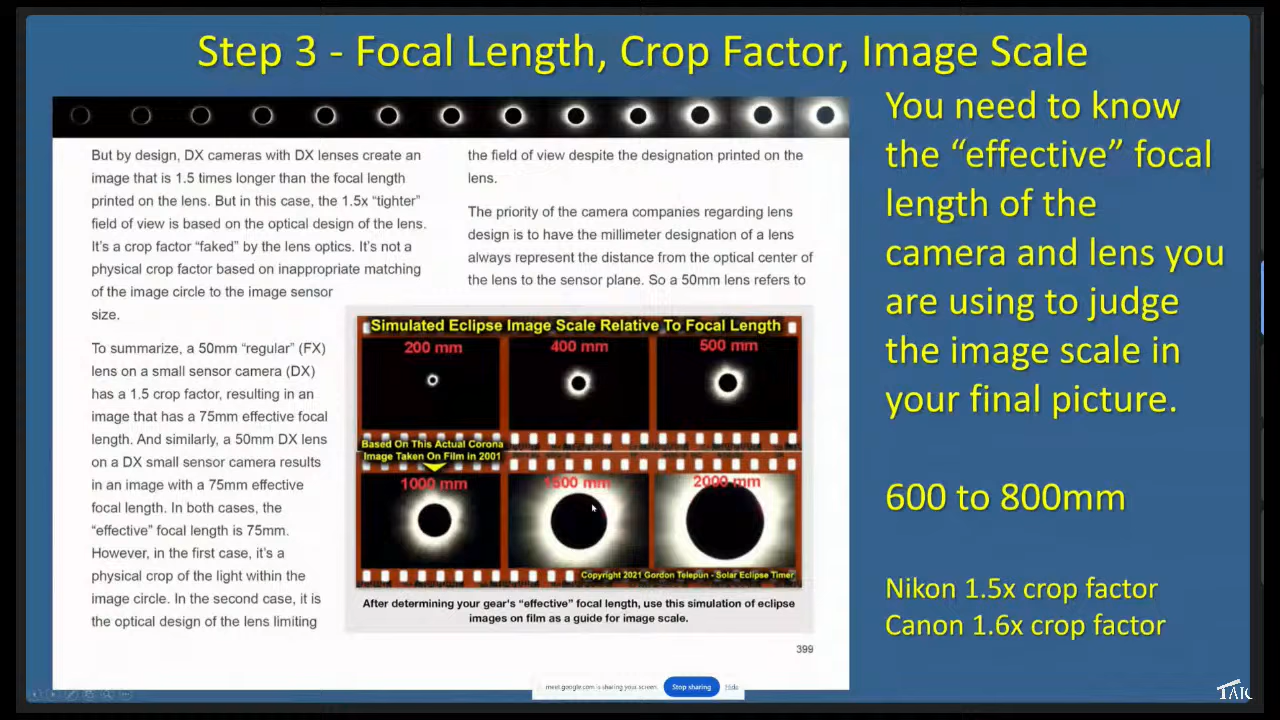 Step 3 - Focal Length, Crop Factor, Image Scale
But by design, DX cameras with DX lenses create an
image that is 1.5 times longer than the focal length
printed on the lens. But in this case, the 1.5x “tighter”
field of view is based on the optical design of the lens.
It’s a crop factor “faked” by the lens optics. It’s not a
physical crop factor based on inappropriate matching
of the image circle to the image sensor
size.
To summarize, a 50mm “regular” (FX)
lens on a small sensor camera (DX)
has a 1.5 crop factor, resulting in an
image that has a 75mm effective focal
length. And similarly, a 50mm DX lens
on a DX small sensor camera results
in an image with a 75mm effective
focal length. In both cases, the
“effective” focal length is 75mm.
However, in the first case, it’s a
physical crop of the light within the
image circle. In the second case, it is
the optical design of the lens limiting
the field of view despite the designation printed on the
lens.
The priority of the camera companies regarding lens
design is to have the millimeter designation of a lens
always represent the distance from the optical center of
the lens to the sensor plane. So a 50mm lens refers to
Simulated Eclipse Image Scale Relative To Focal Length
200 mm
400 mm
500 mm
Based On This Actual Corona
Image Taken On Film in 2001
1000 mm
1500 mm
2000 mm
Copyright 2021 Gordon Telepun - Solar Eclipse Timer
After determining your gear's “effective” focal length, use this simulation of eclipse
images on film as a guide for image scale.
399
You need to know
the “effective” focal
length of the
camera and lens you
are using to judge
the image scale in
your final picture.
600 to 800mm
Nikon 1.5x crop factor
Canon 1.6x crop factor
meet.google.com is sharing your screen.
Stop sharing
Hide